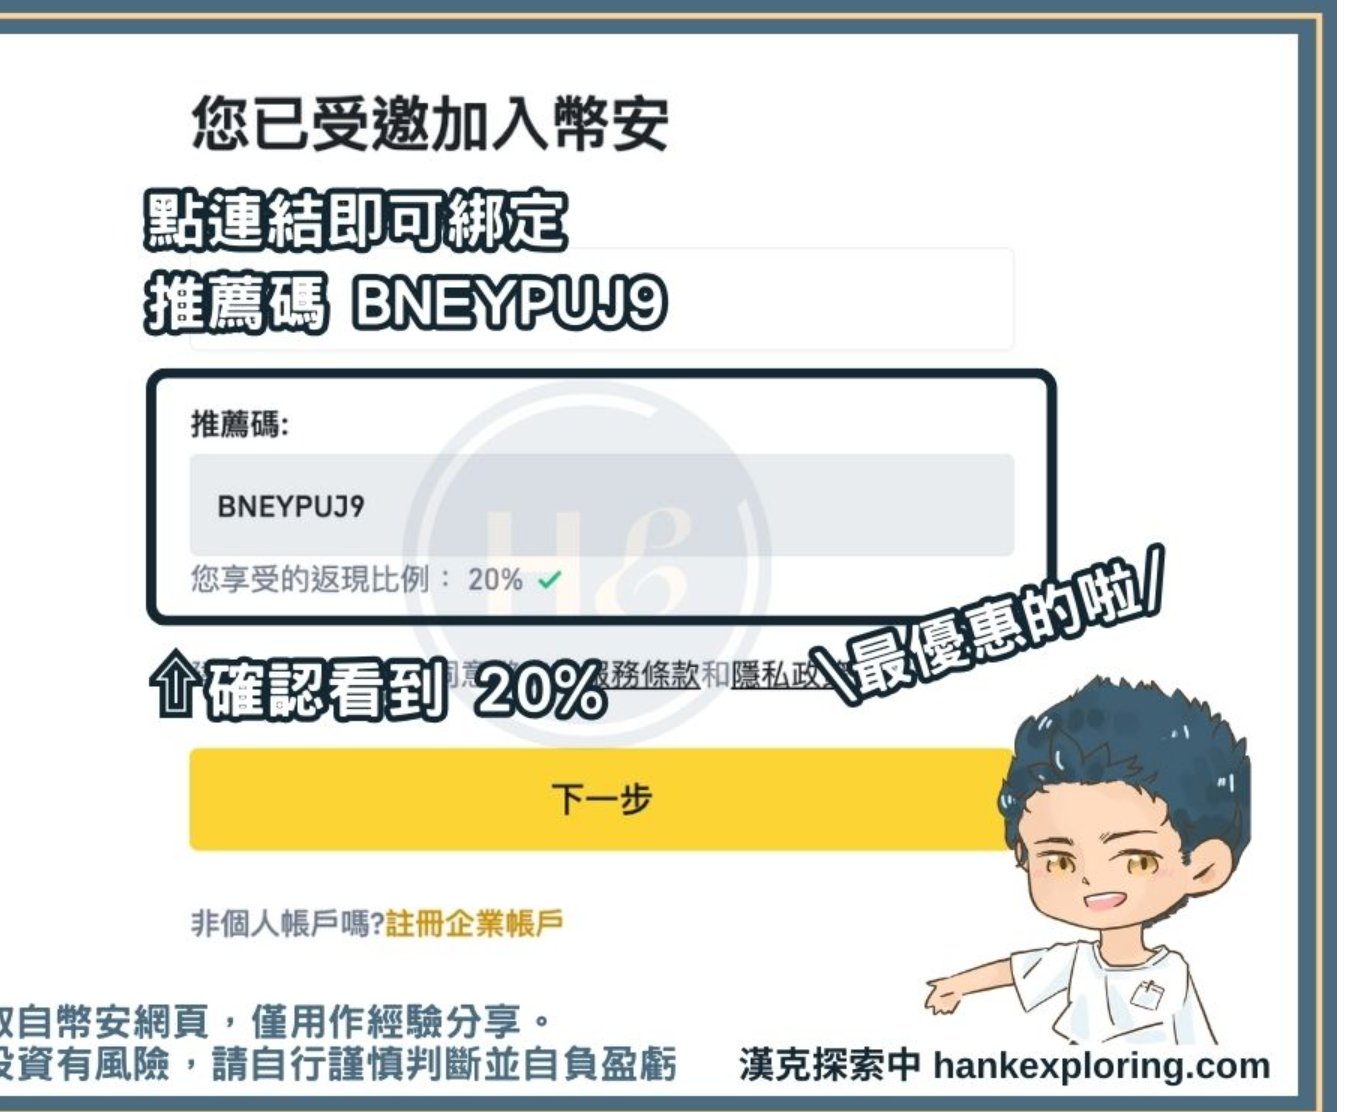 您已受邀加入幣安
點連結即可綁定
推薦碼 BNEYPUJ9
推薦碼:
BNEYPUJ9
您享受的返現比例： 20%
最優惠的啦
確認看到 20%
服務條款和隱私政
下一步
非個人帳戶嗎?註冊企業帳戶
取自幣安網頁，僅用作經驗分享。
投資有風險，請自行謹慎判斷並自負盈虧
漢克探索中 hankexploring.com
HE